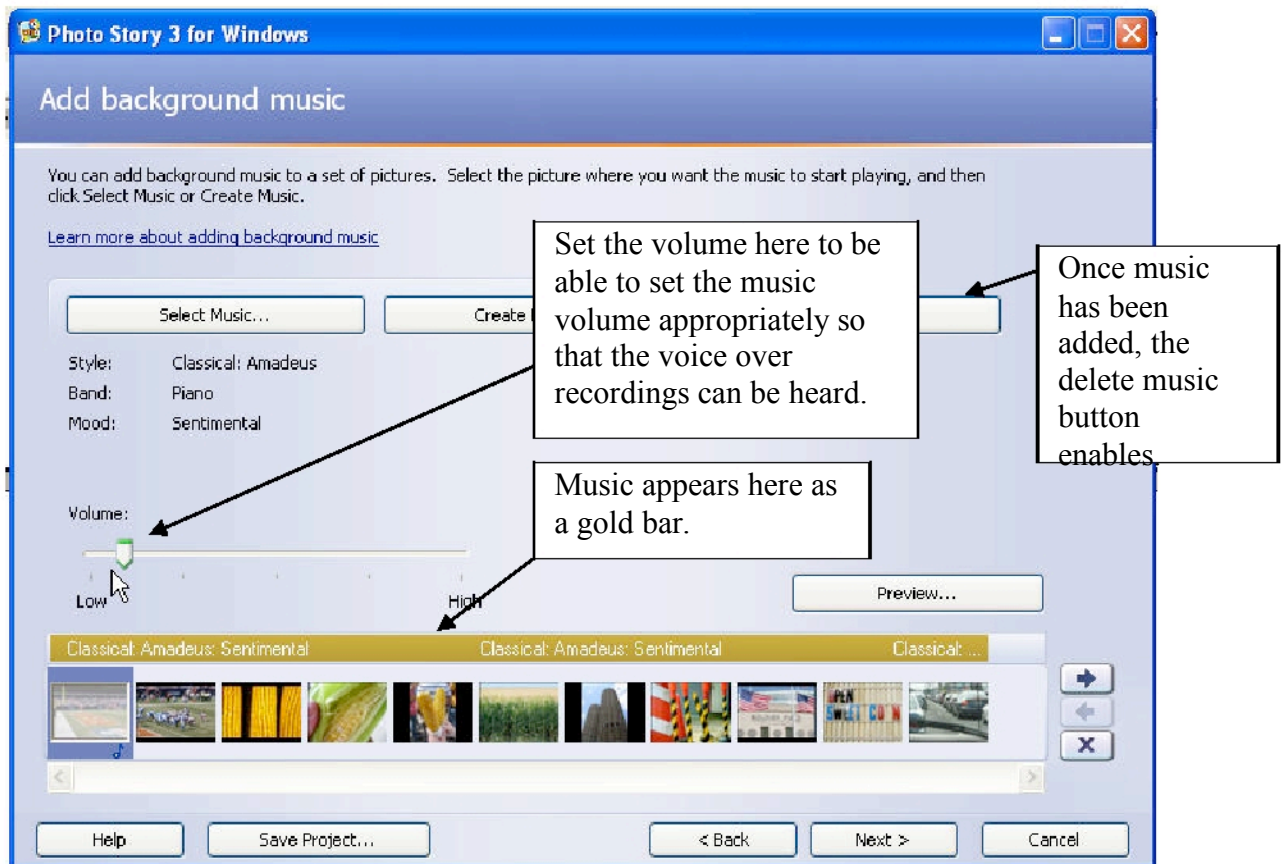 Photo Story 3 for Windows
Add background music
You can add background music to a set of pictures. Select the picture where you want the music to start playing, and then
click Select Music or Create Music.
Learn more about adding background music
Set the volume here to be
able to set the music
volume appropriately so
that the voice over
recordings can be heard.
Once music
has been
added, the
delete music
button
enables.
Select Music...
Create
Style: Classical: Amadeus
Band: Piano
Mood: Sentimental
Music appears here as
a gold bar.
Volume:
Low High
Preview...
Classical: Amadeus: Sentimental Classical: Amadeus: Sentimental Classical: ...
SWEET CORN
Help Save Project... < Back Next > Cancel